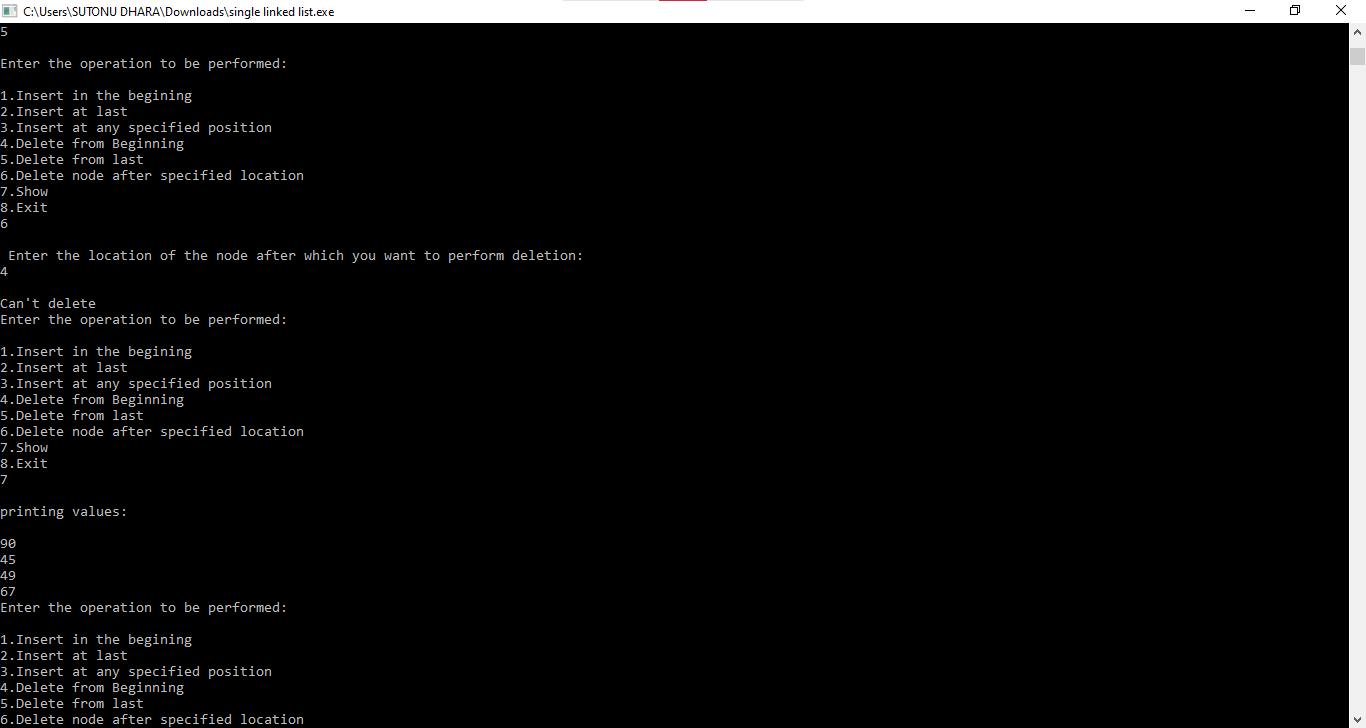 C:\Users\SUTONU DHARA\Downloads\single linked list.exe
5
Enter the operation to be performed:
1.Insert in the begining
2.Insert at last
3.Insert at any specified position
4.Delete from Beginning
5.Delete from last
6.Delete node after specified location
7.Show
8.Exit
6
Enter the location of the node after which you want to perform deletion:
4
Can't delete
Enter the operation to be performed:
1.Insert in the begining
2.Insert at last
3.Insert at any specified position
4.Delete from Beginning
5.Delete from last
6.Delete node after specified location
7.Show
8.Exit
7
printing values:
90
45
49
67
Enter the operation to be performed:
1.Insert in the begining
2.Insert at last
3.Insert at any specified position
4.Delete from Beginning
5.Delete from last
6.Delete node after specified location